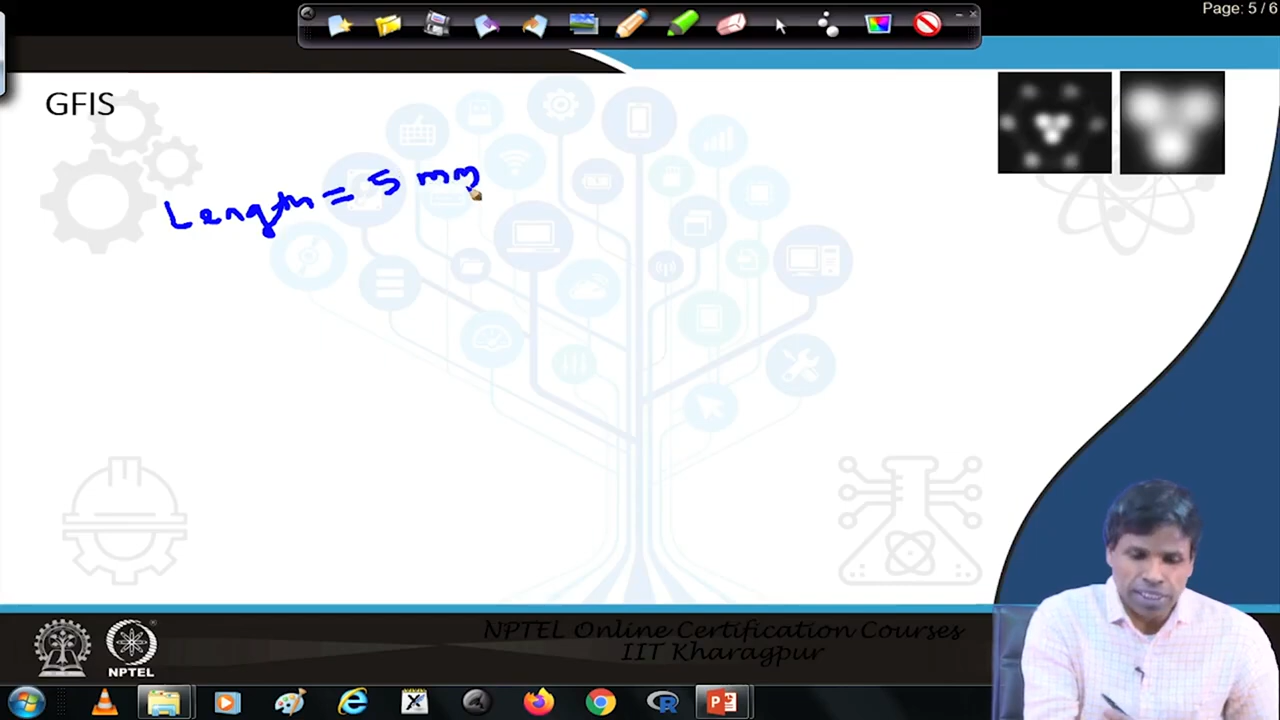 Page: 5 / 6
GFIS
Length = 5 mm
NPTEL Online Certification Courses
IIT Kharagpur
NPTEL